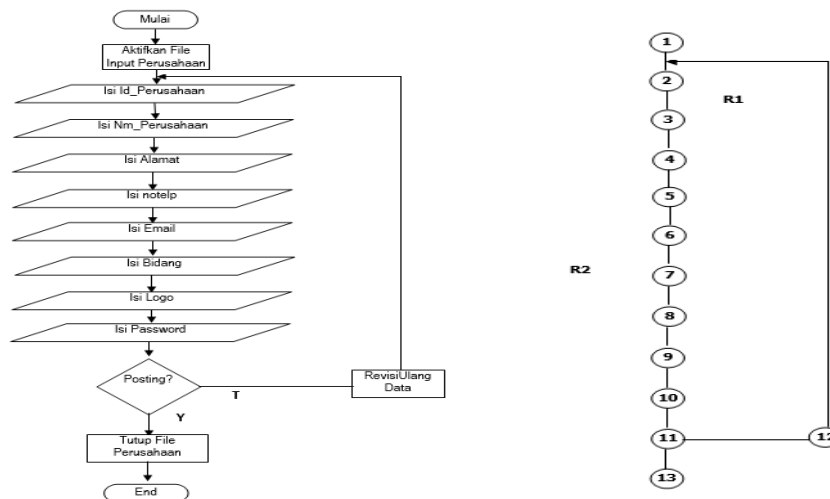 Mulai
Aktifkan File
Input Perusahaan
Isi Id_Perusahaan
Isi Nm_Perusahaan
Isi Alamat
Isi notelp
Isi Email
Isi Bidang
Isi Logo
Isi Password
Posting?
T
RevisiUlang
Data
Y
Tutup File
Perusahaan
End
1
2
R1
3
4
5
6
R2
7
8
9
10
11
12
13